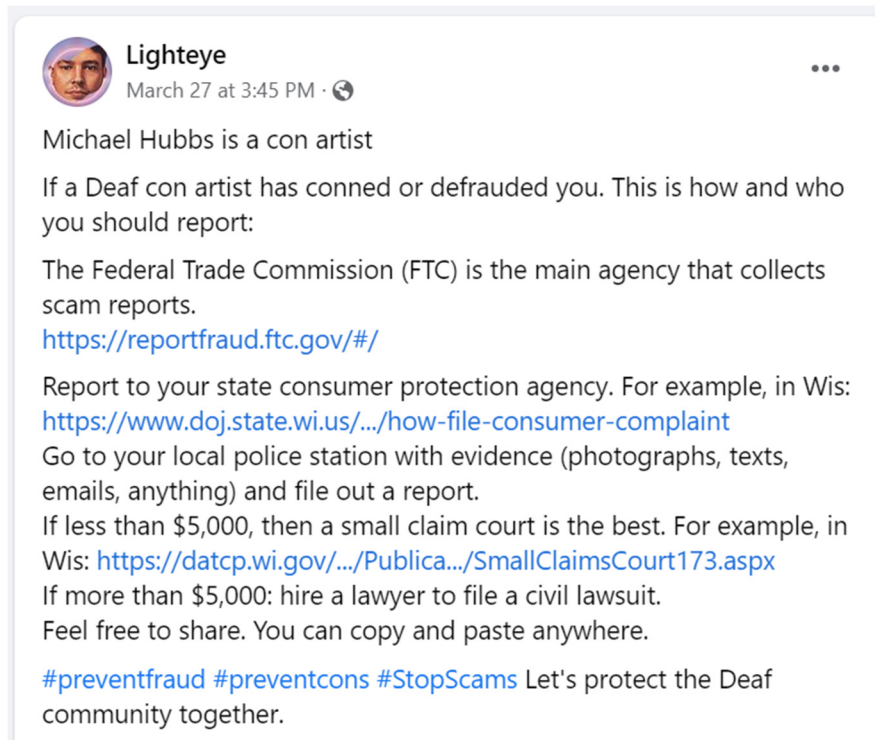 Lighteye
March 27 at 3:45 PM ·
Michael Hubbs is a con artist
If a Deaf con artist has conned or defrauded you. This is how and who
you should report:
The Federal Trade Commission (FTC) is the main agency that collects
scam reports.
https://reportfraud.ftc.gov/#/
Report to your state consumer protection agency. For example, in Wis:
https://www.doj.state.wi.us/.../how-file-consumer-complaint
Go to your local police station with evidence (photographs, texts,
emails, anything) and file out a report.
If less than $5,000, then a small claim court is the best. For example, in
Wis: https://datcp.wi.gov/.../Publica.../SmallClaimsCourt173.aspx
If more than $5,000: hire a lawyer to file a civil lawsuit.
Feel free to share. You can copy and paste anywhere.
#preventfraud #preventcons #StopScams Let's protect the Deaf
community together.